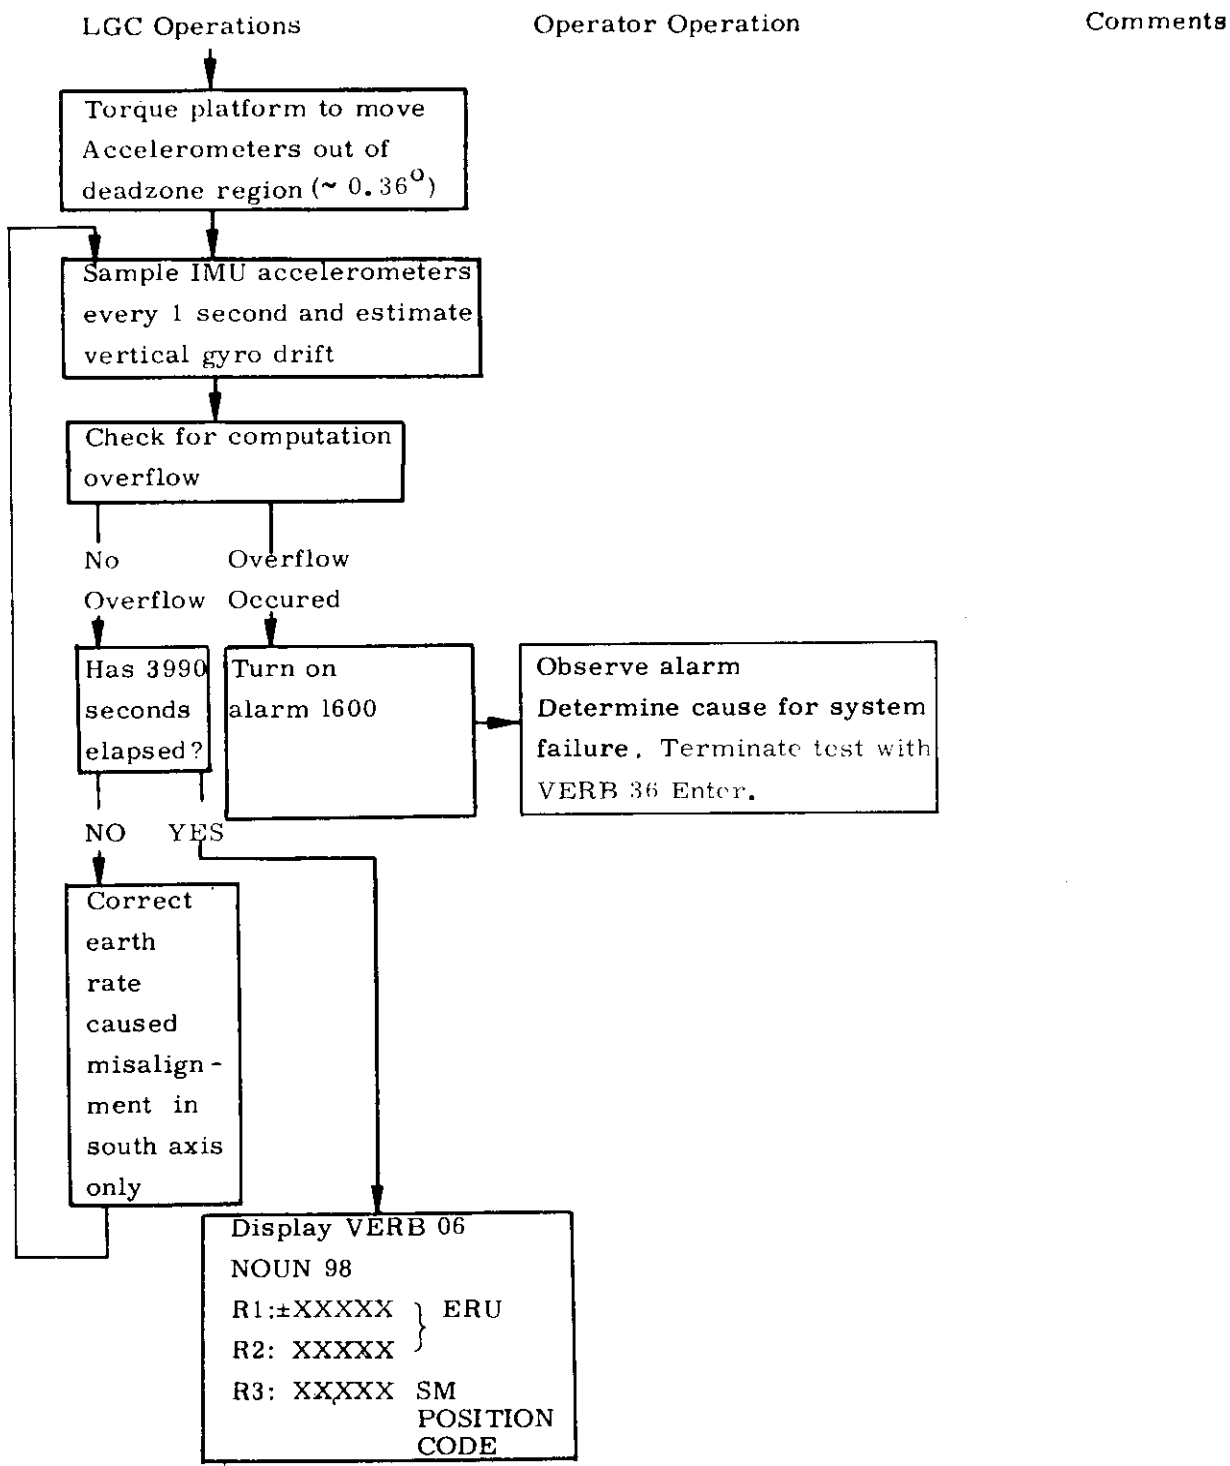 LGC Operations Operator Operation Comments
Torque platform to move
Accelerometers out of
deadzone region (~ 0.36°)
Sample IMU accelerometers
every 1 second and estimate
vertical gyro drift
Check for computation
overflow
No
Overflow
Overflow
Occured
Has 3990
seconds
elapsed?
Turn on
alarm 1600
Observe alarm
Determine cause for system
failure. Terminate test with
VERB 36 Enter.
NO YES
Correct
earth
rate
caused
misalign-
ment in
south axis
only
Display VERB 06
NOUN 98
R1:±XXXXX } ERU
R2: XXXXX
R3: XXXXX SM
POSITION
CODE